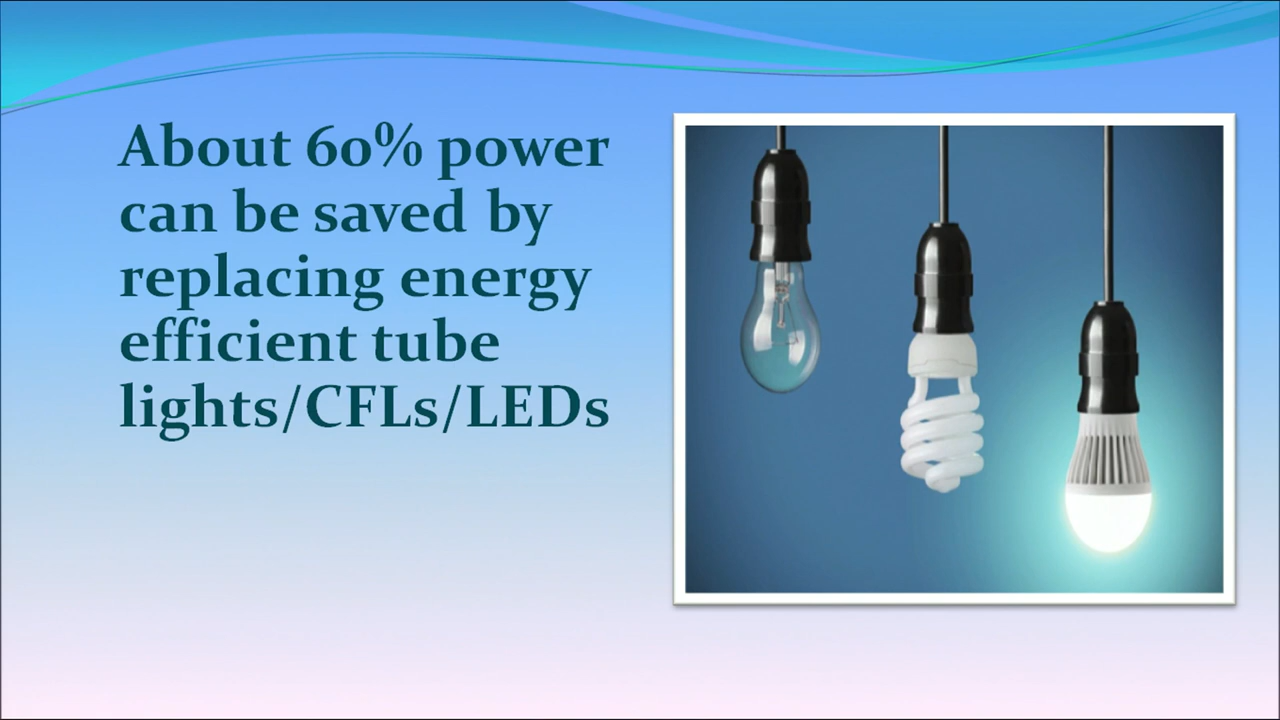 About 60% power
can be saved by
replacing energy
efficient tube
lights/CFLs/LEDs